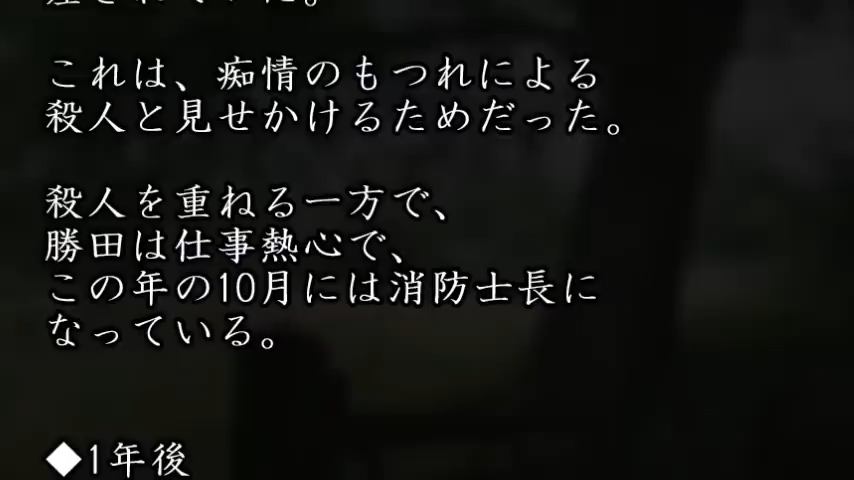 これは、痴情のもつれによる
殺人と見せかけるためだった。
殺人を重ねる一方で、
勝田は仕事熱心で、
この年の10月には消防士長に
なっている。
◆1年後